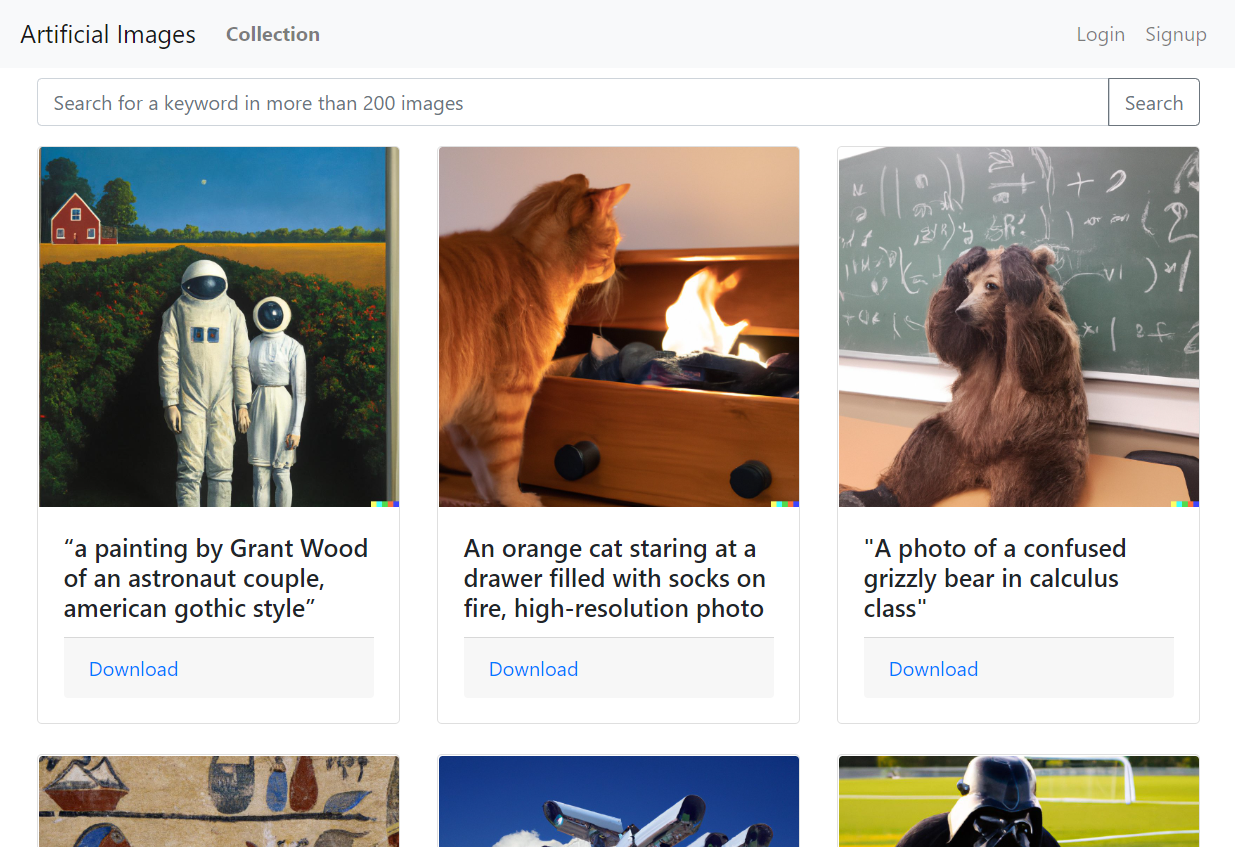 Artificial Images Collection Login Signup
Search for a keyword in more than 200 images Search
“a painting by Grant Wood
of an astronaut couple,
american gothic style”
Download
An orange cat staring at a
drawer filled with socks on
fire, high-resolution photo
Download
"A photo of a confused
grizzly bear in calculus
class"
Download